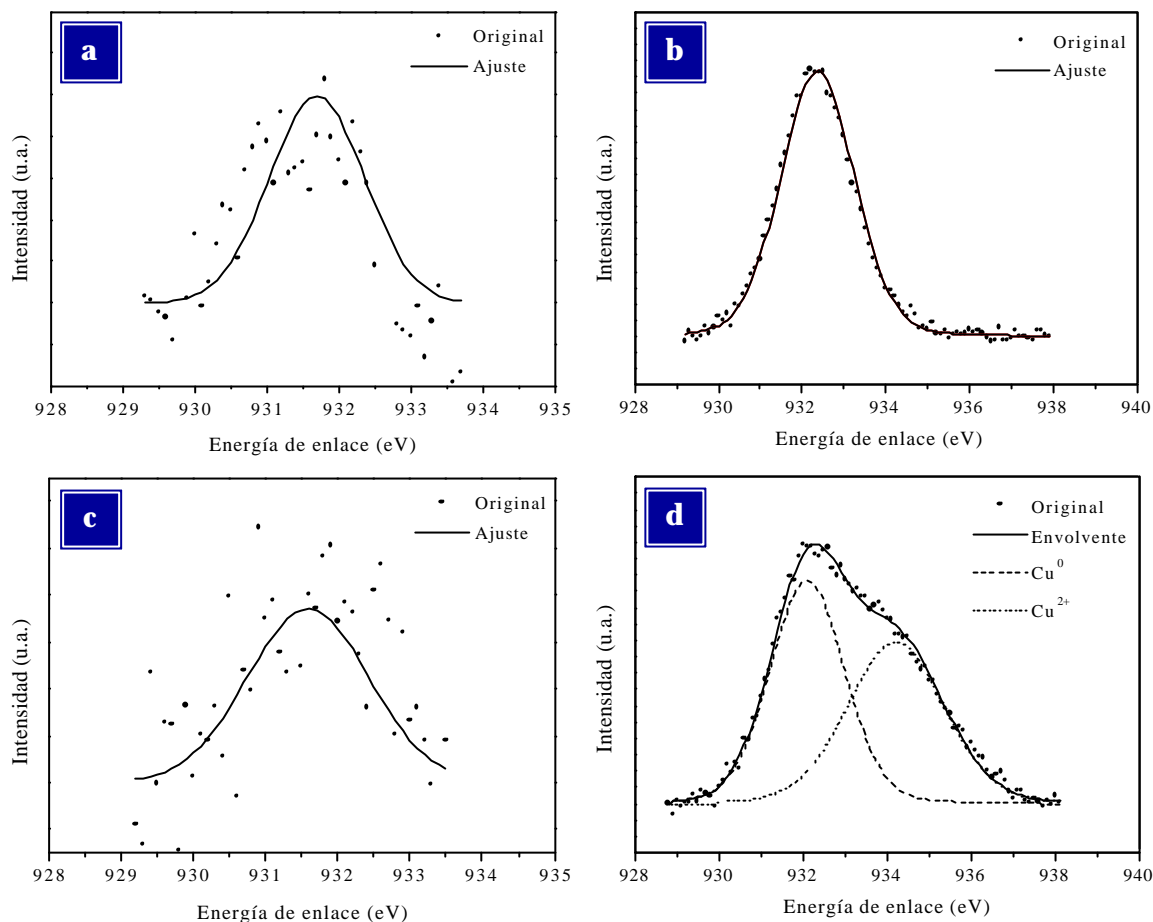 a
Original
Ajuste
Intensidad (u.a.)
928 929 930 931 932 933 934 935
Energía de enlace (eV)
b
Original
Ajuste
Intensidad (u.a.)
928 930 932 934 936 938 940
Energía de enlace (eV)
c
Original
Ajuste
Intensidad (u.a.)
928 929 930 931 932 933 934 935
Energía de enlace (eV)
d
Original
Envolvente
Cu0
Cu2+
Intensidad (u.a.)
928 930 932 934 936 938 940
Energía de enlace (eV)